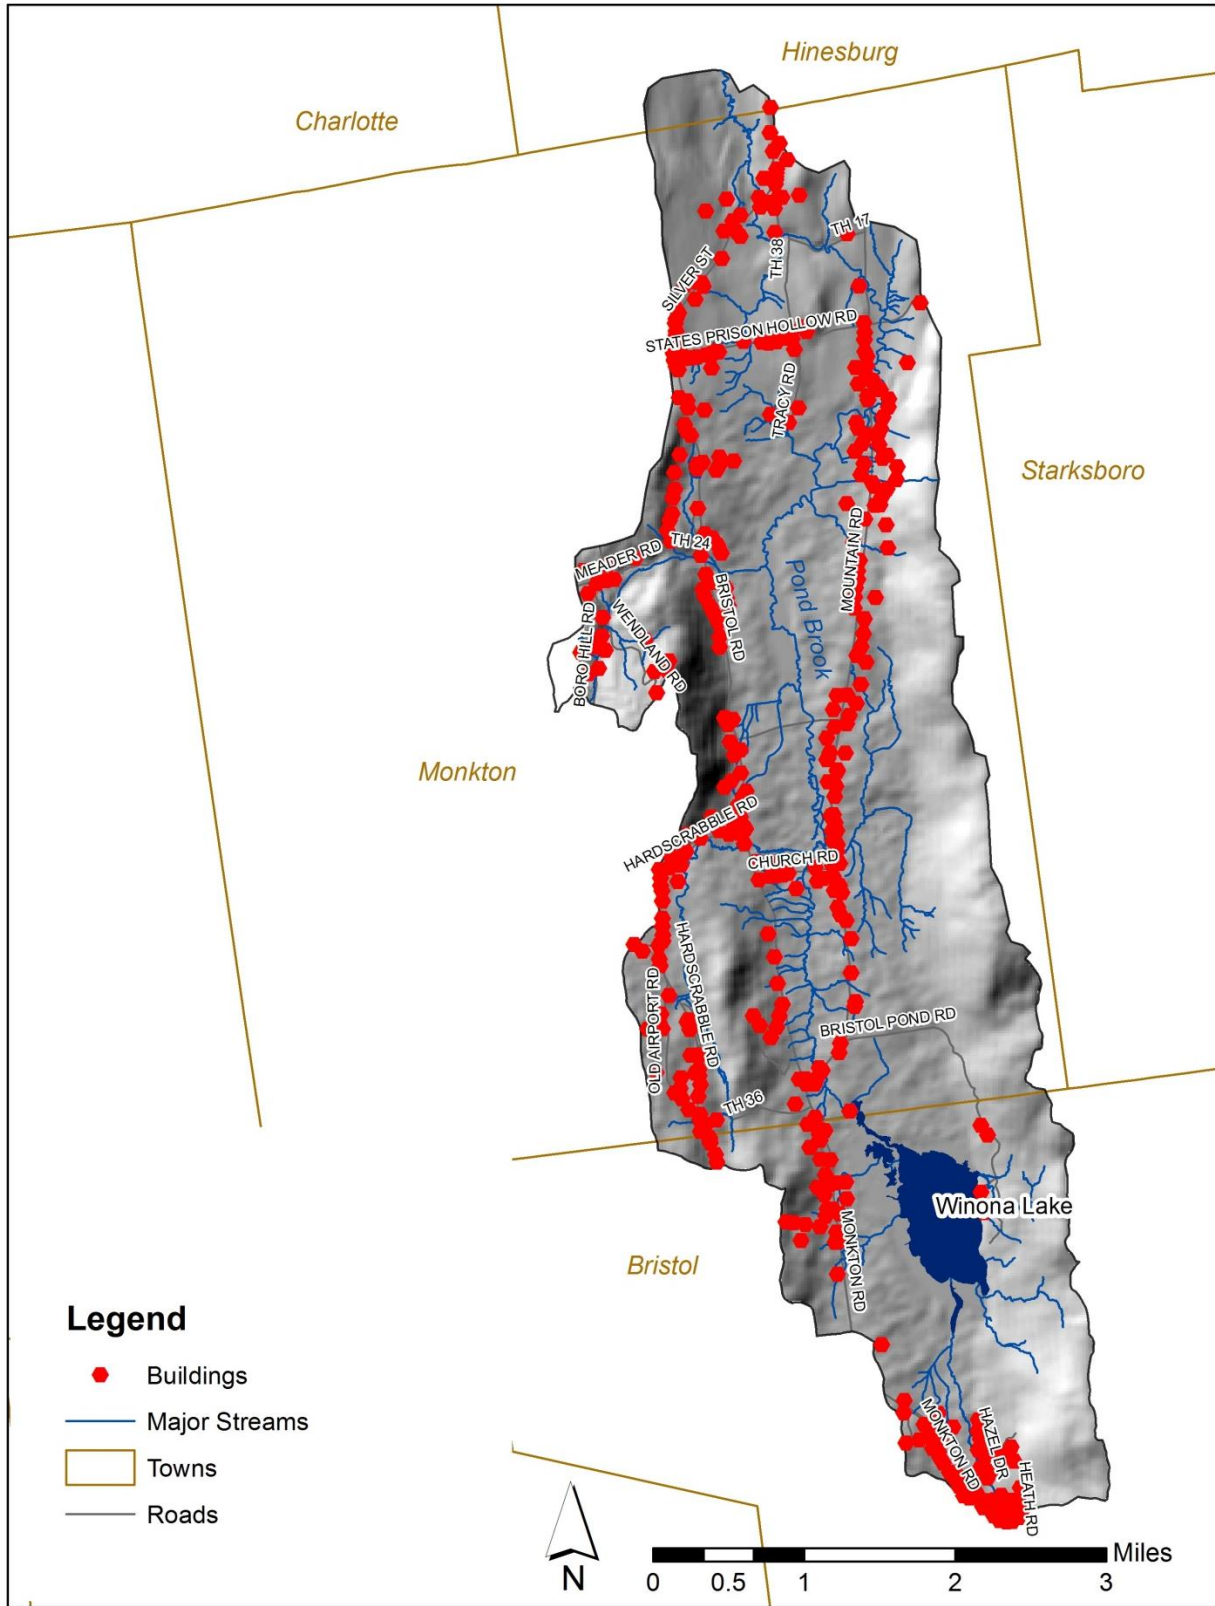 Hinesburg
Charlotte
TH 17
TH 38
SILVER ST
STATES PRISON HOLLOW RD
TRACY RD
Starksboro
MOUNTAIN RD
TH 24
MEADER RD
Pond Brook
BRISTOL RD
WENDLAND RD
BORO HILL RD
Monkton
HARDSCRABBLE RD
CHURCH RD
HARDSCRABBLE RD
OLD AIRPORT RD
BRISTOL POND RD
TH 36
Winona Lake
MONKTON RD
Bristol
Legend
Buildings
Major Streams
Towns
Roads
MONKTON RD
HAZEL DR
HEATH RD
N
Miles
0 0.5 1 2 3